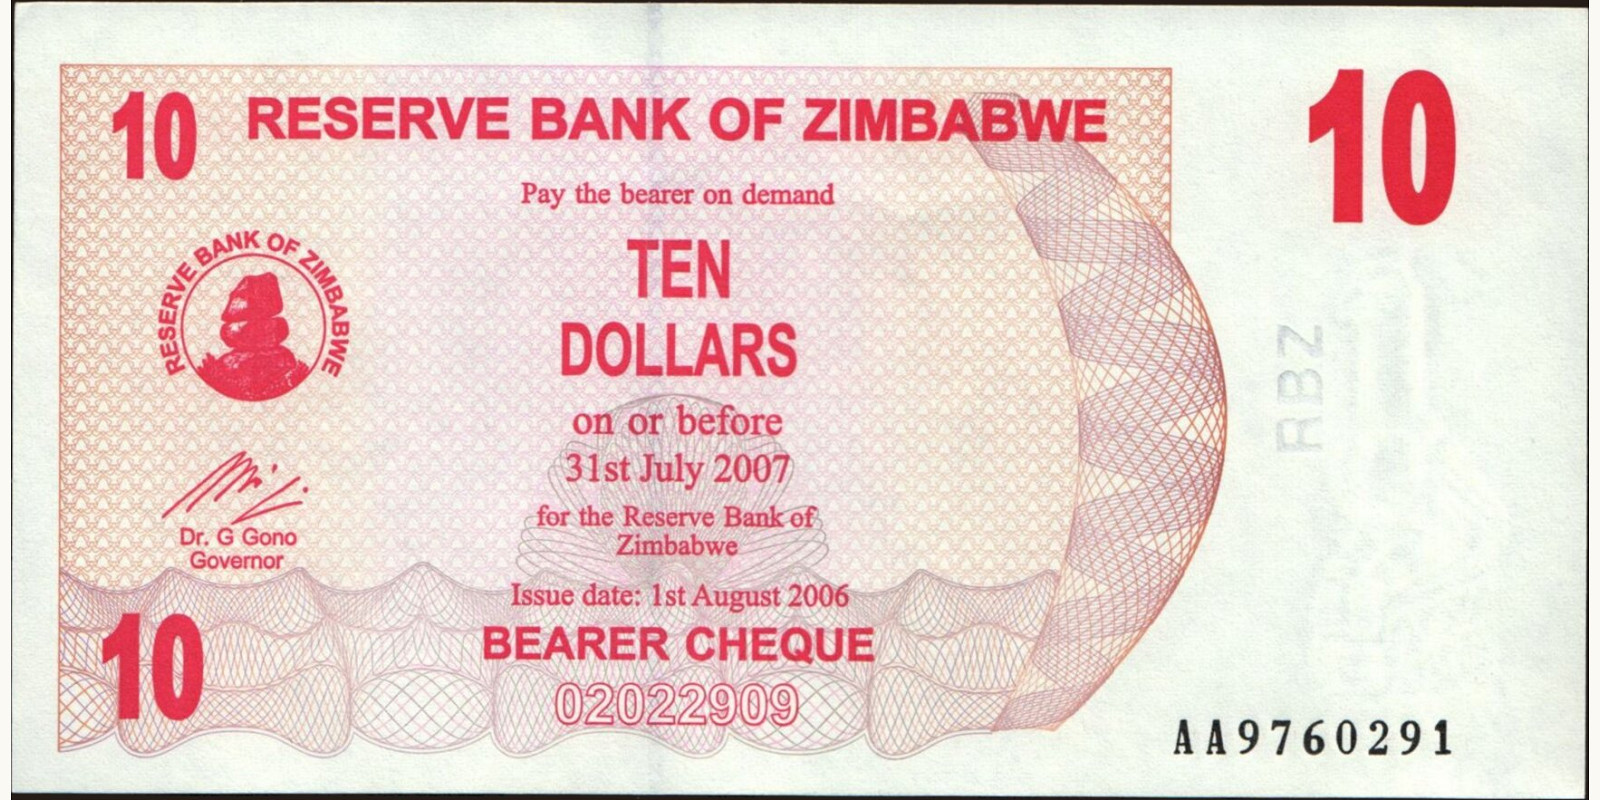 10
RESERVE BANK OF ZIMBABWE
10
Pay the bearer on demand
TEN
DOLLARS
RESERVE BANK OF ZIMBABWE
on or before
31st July 2007
for the Reserve Bank of
Zimbabwe
Dr. G Gono
Governor
Issue date: 1st August 2006
10
BEARER CHEQUE
02022909
RBZ
AA9760291